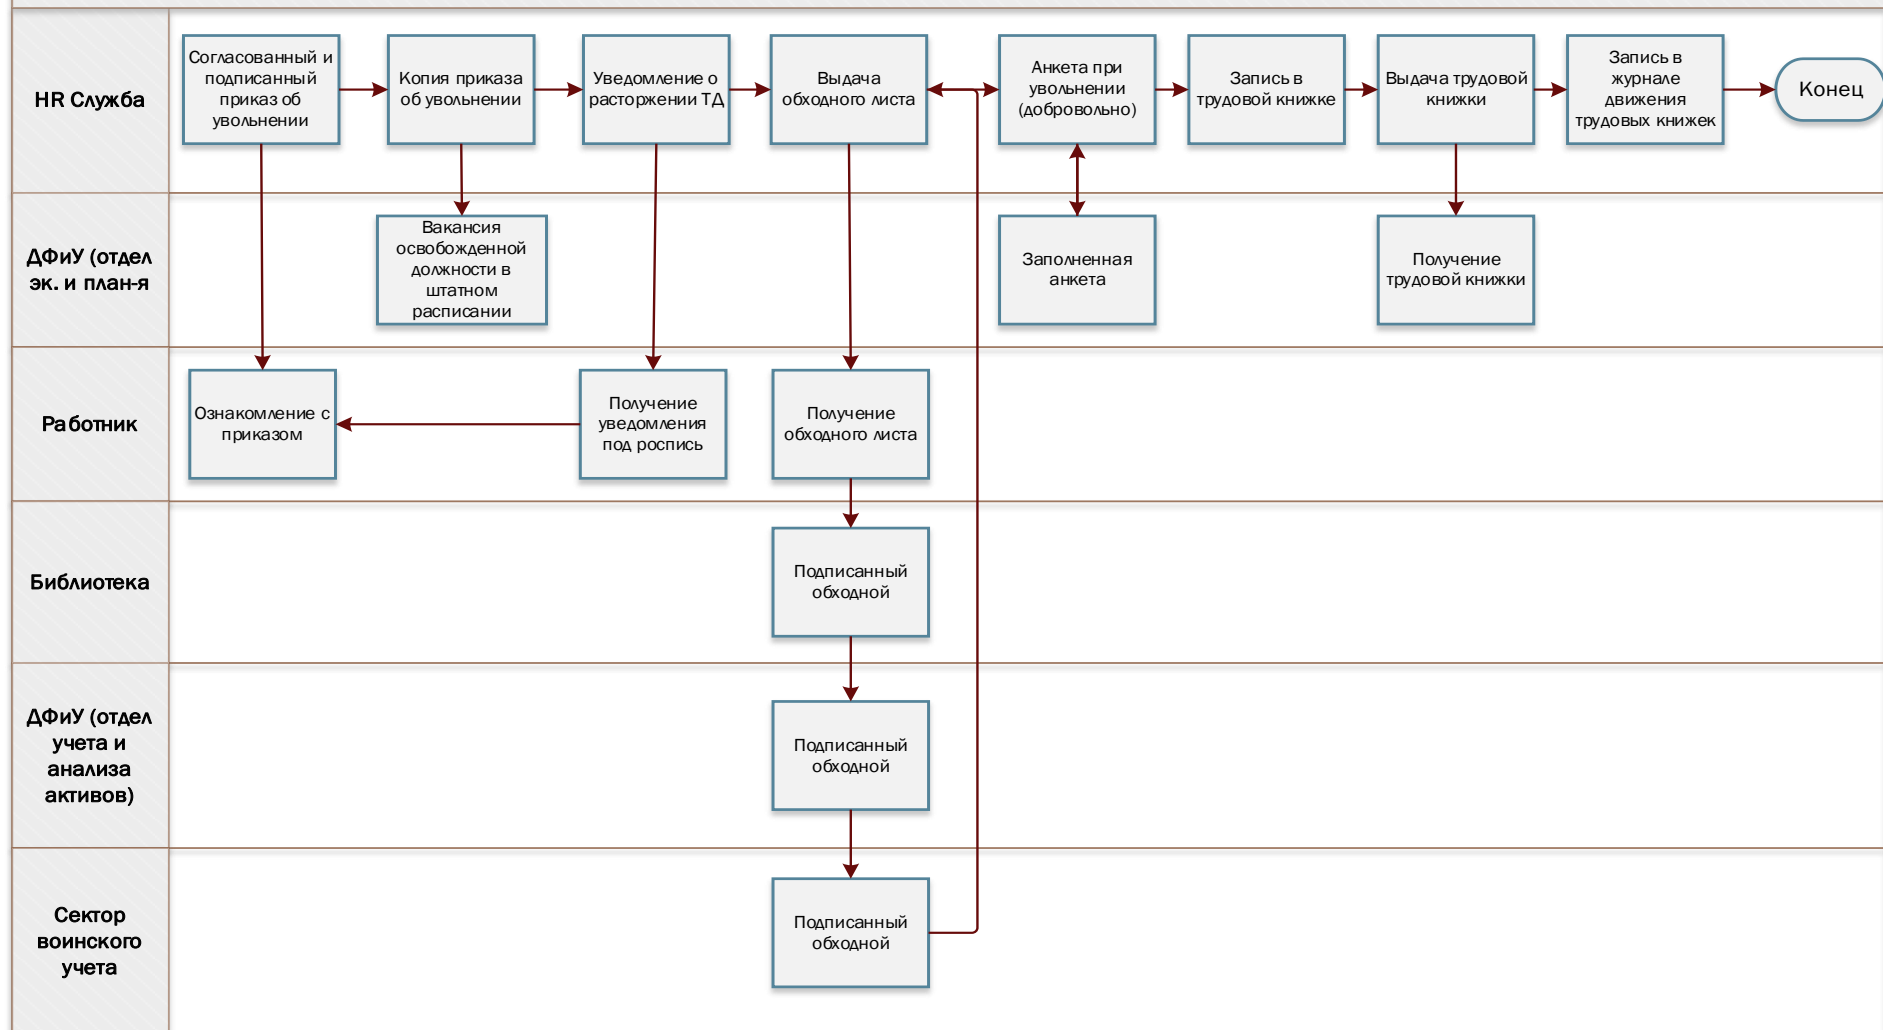 HR Служба
Согласованный и
подписанный
приказ об
увольнении
Копия приказа
об увольнении
Уведомление о
расторжении ТД
Выдача
обходного листа
Анкета при
увольнении
(добровольно)
Запись в
трудовой книжке
Выдача трудовой
книжки
Запись в
журнале
движения
трудовых книжек
Конец
ДФиУ (отдел
эк. и план-я
Вакансия
освобожденной
должности в
штатном
расписании
Заполненная
анкета
Получение
трудовой книжки
Работник
Ознакомление с
приказом
Получение
уведомления
под роспись
Получение
обходного листа
Библиотека
Подписанный
обходной
ДФиУ (отдел
учета и
анализа
активов)
Подписанный
обходной
Сектор
воинского
учета
Подписанный
обходной